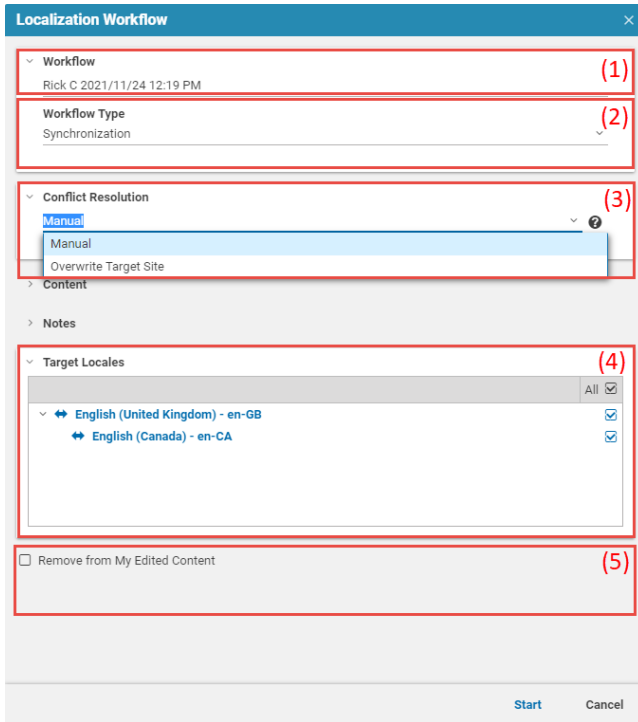 Localization Workflow
Workflow (1)
Rick C 2021/11/24 12:19 PM
Workflow Type (2)
Synchronization
Conflict Resolution (3)
Manual
Manual
Overwrite Target Site
Content
Notes
Target Locales (4)
All
English (United Kingdom) - en-GB
English (Canada) - en-CA
Remove from My Edited Content (5)
Start Cancel